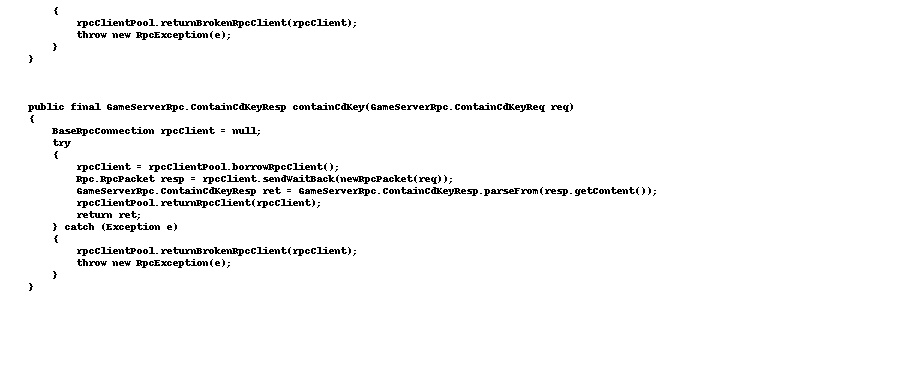 {
rpcClientPool.returnBrokenRpcClient(rpcClient);
throw new RpcException(e);
}
}
public final GameServerRpc.ContainCdKeyResp containCdKey(GameServerRpc.ContainCdKeyReq req)
{
BaseRpcConnection rpcClient = null;
try
{
rpcClient = rpcClientPool.borrowRpcClient();
Rpc.RpcPacket resp = rpcClient.sendWaitBack(newRpcPacket(req));
GameServerRpc.ContainCdKeyResp ret = GameServerRpc.ContainCdKeyResp.parseFrom(resp.getContent());
rpcClientPool.returnRpcClient(rpcClient);
return ret;
} catch (Exception e)
{
rpcClientPool.returnBrokenRpcClient(rpcClient);
throw new RpcException(e);
}
}